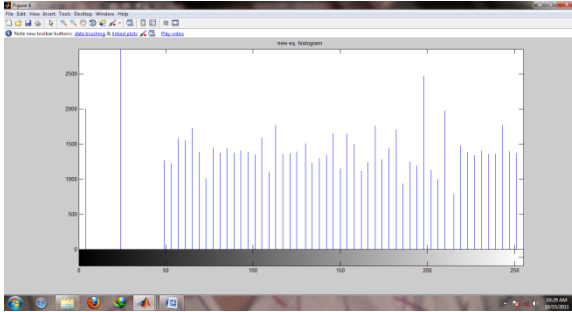 Figure 6
File Edit View Insert Tools Desktop Window Help
Note new toolbar buttons: data brushing & linked plots Play video
new eq. histogram
2500
2000
1500
1000
500
0
0 50 100 150 200 250
10:29 AM
16/15/2011